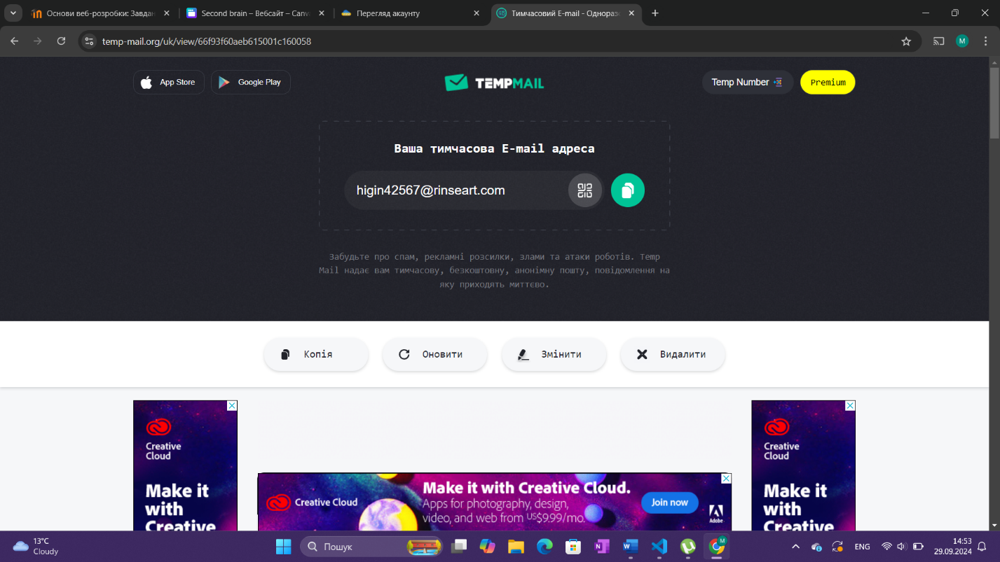 Основи веб-розробки: Завдан
Second brain – Вебсайт – Canva
Перегляд акаунту
Тимчасовий E-mail - Одноразо
temp-mail.org/uk/view/66f93f60aeb615001c160058
M
App Store
Google Play
TEMPMAIL
Temp Number
Premium
Ваша тимчасова E-mail адреса
higin42567@rinseart.com
Забудьте про спам, рекламні розсилки, злами та атаки роботів. Temp
Mail надає вам тимчасову, безкоштовну, анонімну пошту, повідомлення на
яку приходять миттєво.
Копія
Оновити
Змінити
Видалити
Creative
Cloud
Make it
with
Creative
Creative Cloud
Make it with Creative Cloud.
Apps for photography, design,
video, and web from US$9.99/mo.
Join now
Adobe
Creative
Cloud
Make it
with
Creative
13°C
Cloudy
Пошук
ENG
14:53
29.09.2024